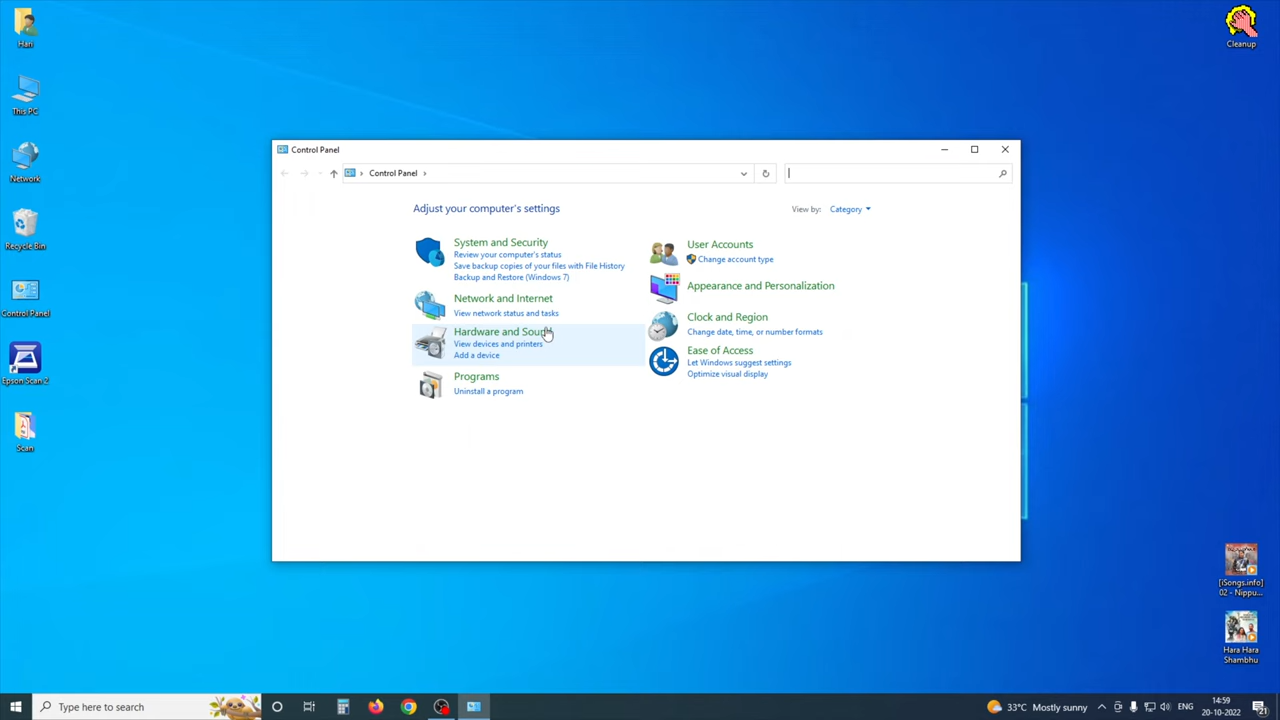 Hari
This PC
Network
Recycle Bin
Control Panel
Epson Scan 2
Scan
Cleanup
Control Panel
Control Panel
Adjust your computer's settings
View by: Category
System and Security
Review your computer's status
Save backup copies of your files with File History
Backup and Restore (Windows 7)
Network and Internet
View network status and tasks
Hardware and Sound
View devices and printers
Add a device
Programs
Uninstall a program
User Accounts
Change account type
Appearance and Personalization
Clock and Region
Change date, time, or number formats
Ease of Access
Let Windows suggest settings
Optimize visual display
[iSongs.info]
02 - Nippu...
Hara Hara
Shambhu
Type here to search
33°C Mostly sunny
ENG
14:59
20-10-2022
21